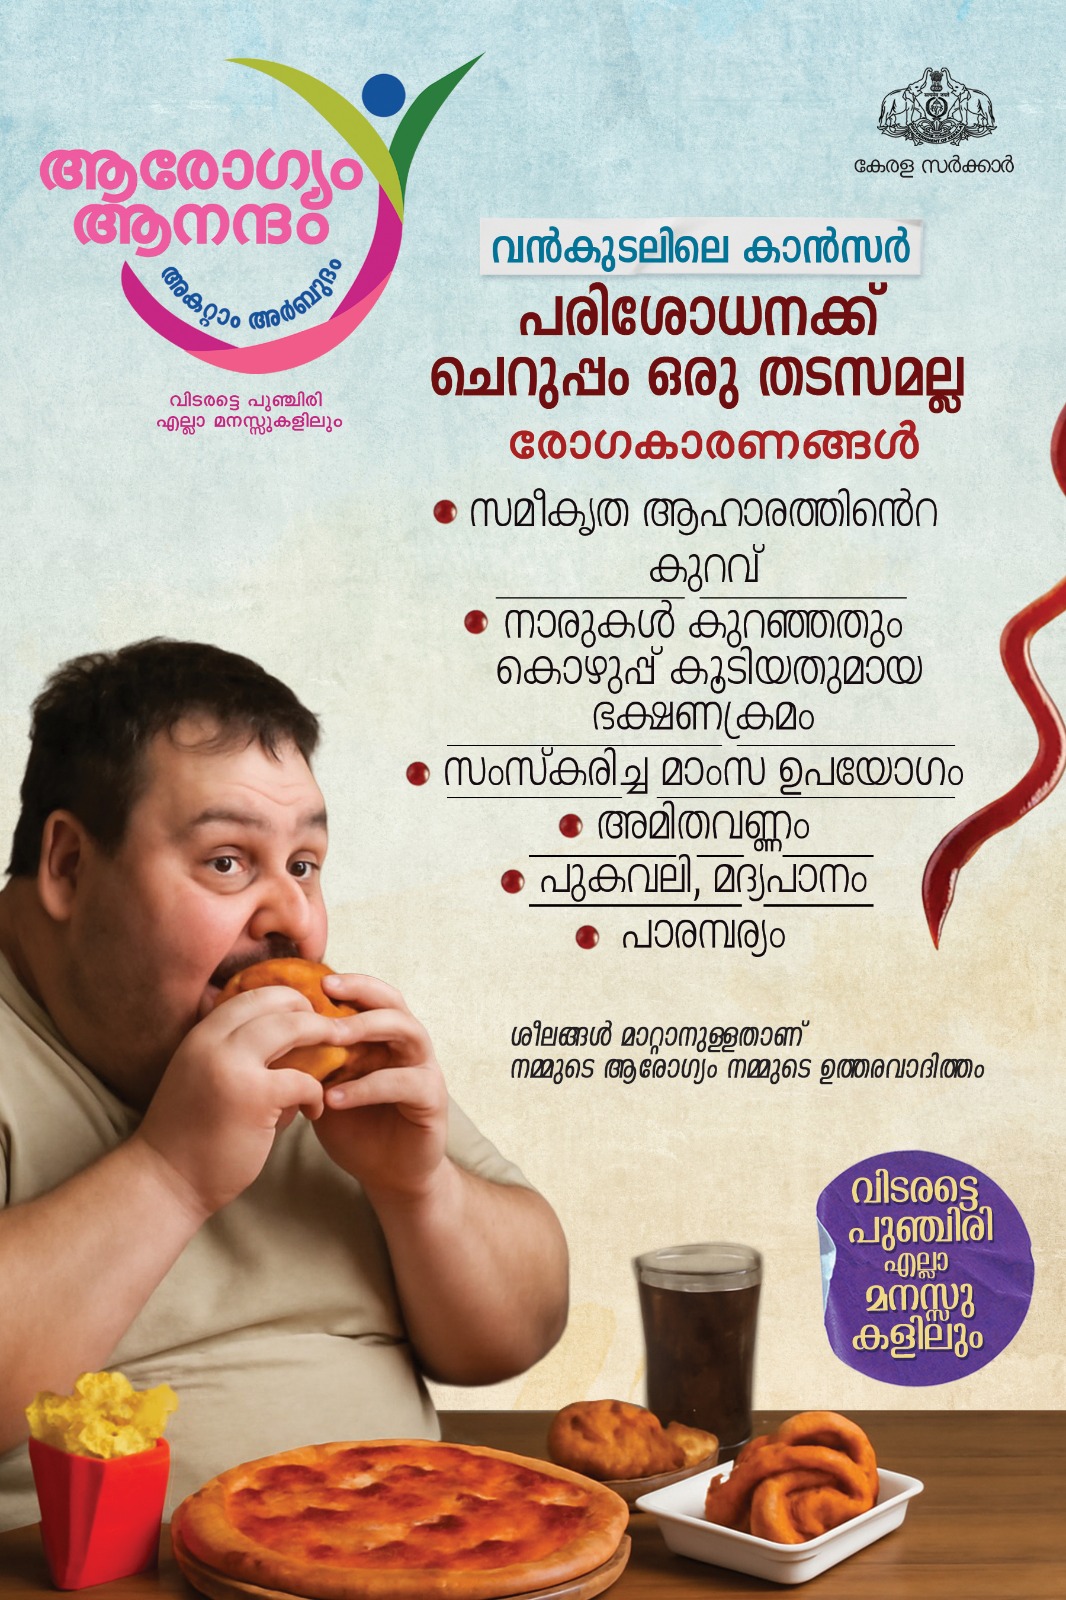 ആരോഗ്യം
ആനന്ദം
അകറ്റാം അർബുദം
വിടരട്ടെ പുഞ്ചിരി
എല്ലാ മനസ്സുകളിലും
കേരള സർക്കാർ
വൻകുടലിലെ കാൻസർ
പരിശോധനക്ക്
ചെറുപ്പം ഒരു തടസമല്ല
രോഗകാരണങ്ങൾ
• സമീകൃത ആഹാരത്തിൻെറ
കുറവ്
• നാരുകൾ കുറഞ്ഞതും
കൊഴുപ്പ് കൂടിയതുമായ
ഭക്ഷണക്രമം
• സംസ്കരിച്ച മാംസ ഉപയോഗം
• അമിതവണ്ണം
• പുകവലി, മദ്യപാനം
• പാരമ്പര്യം
ശീലങ്ങൾ മാറ്റാനുള്ളതാണ്
നമ്മുടെ ആരോഗ്യം നമ്മുടെ ഉത്തരവാദിത്തം
വിടരട്ടെ
പുഞ്ചിരി
എല്ലാ
മനസ്സു
കളിലും